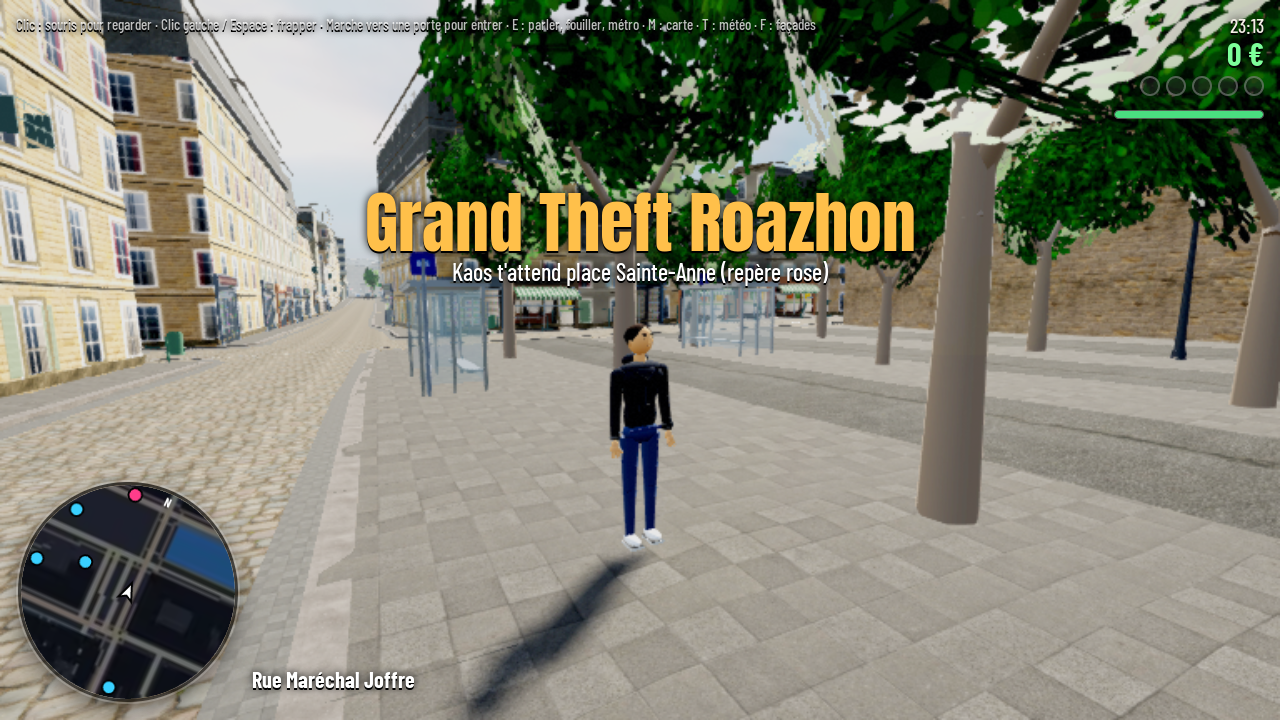 Clic : souris pour regarder · Clic gauche / Espace : frapper · Marche vers une porte pour entrer · E : parler, fouiller, métro · M : carte · T : météo · F : façades
23:13
0 €
Grand Theft Roazhon
Kaos t'attend place Sainte-Anne (repère rose)
N
Rue Maréchal Joffre